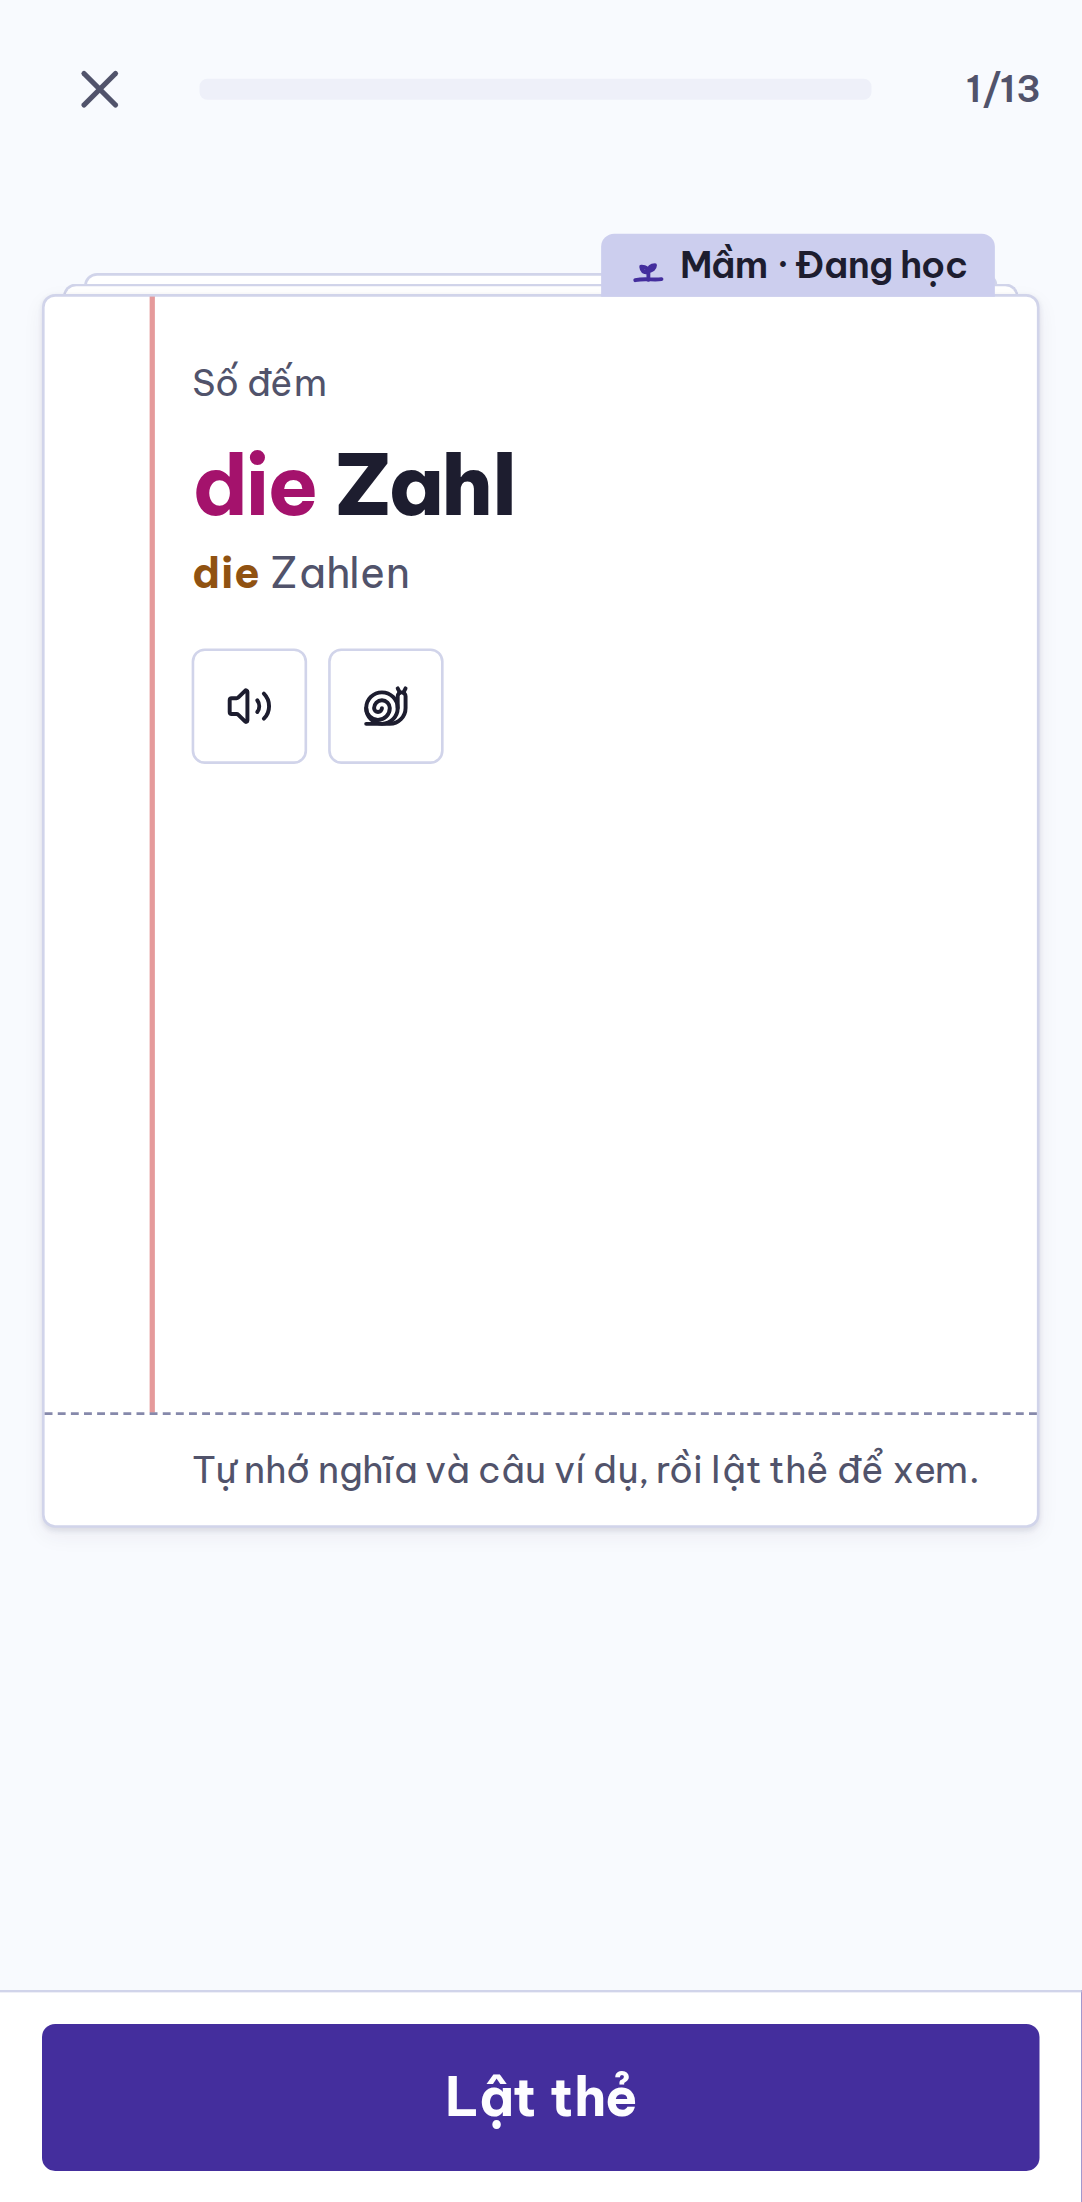 1/13
Mầm · Đang học
Số đếm
die Zahl
die Zahlen
Tự nhớ nghĩa và câu ví dụ, rồi lật thẻ để xem.
Lật thẻ